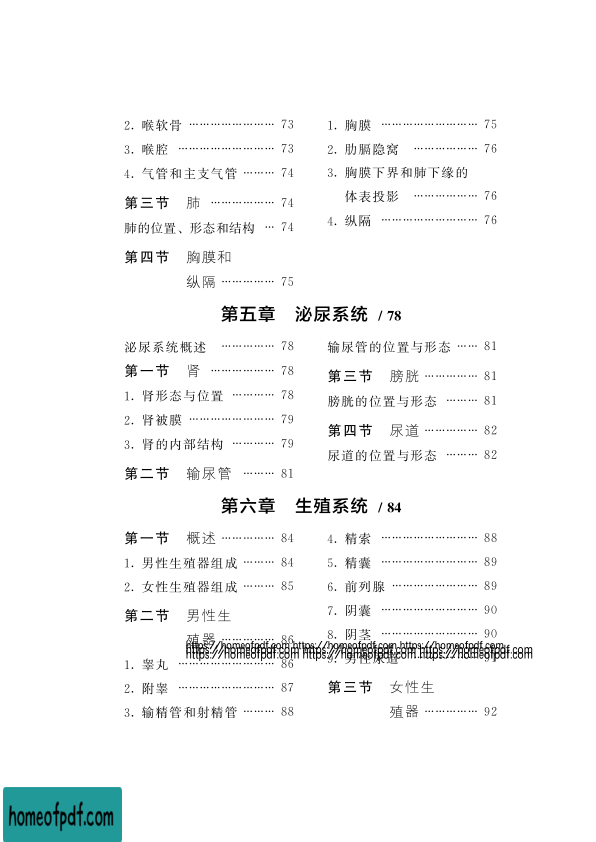 2. 喉软骨 …………………… 73
3. 喉腔 ……………………… 73
4. 气管和主支气管 ……… 74
第三节 肺 ……………… 74
肺的位置、形态和结构 … 74
第四节 胸膜和
纵隔 …………… 75
1. 胸膜 ……………………… 75
2. 肋膈隐窝 ……………… 76
3. 胸膜下界和肺下缘的
体表投影 ……………… 76
4. 纵隔 ……………………… 76
第五章 泌尿系统 / 78
泌尿系统概述 …………… 78
第一节 肾 ……………… 78
1. 肾形态与位置 ………… 78
2. 肾被膜 …………………… 79
3. 肾的内部结构 ………… 79
第二节 输尿管 ……… 81
输尿管的位置与形态 …… 81
第三节 膀胱 …………… 81
膀胱的位置与形态 ……… 81
第四节 尿道 …………… 82
尿道的位置与形态 ……… 82
第六章 生殖系统 / 84
第一节 概述 …………… 84
1. 男性生殖器组成 ……… 84
2. 女性生殖器组成 ……… 85
第二节 男性生
殖器 …………… 86
1. 睾丸 ……………………… 86
2. 附睾 ……………………… 87
3. 输精管和射精管 ……… 88
4. 精索 ……………………… 88
5. 精囊 ……………………… 89
6. 前列腺 …………………… 89
7. 阴囊 ……………………… 90
8. 阴茎 ……………………… 90
9. 男性尿道
第三节 女性生
殖器 …………… 92
https://homeofpdf.com https://homeofpdf.com https://homeofpdf.com
https://homeofpdf.com https://homeofpdf.com https://homeofpdf.com
homeofpdf.com